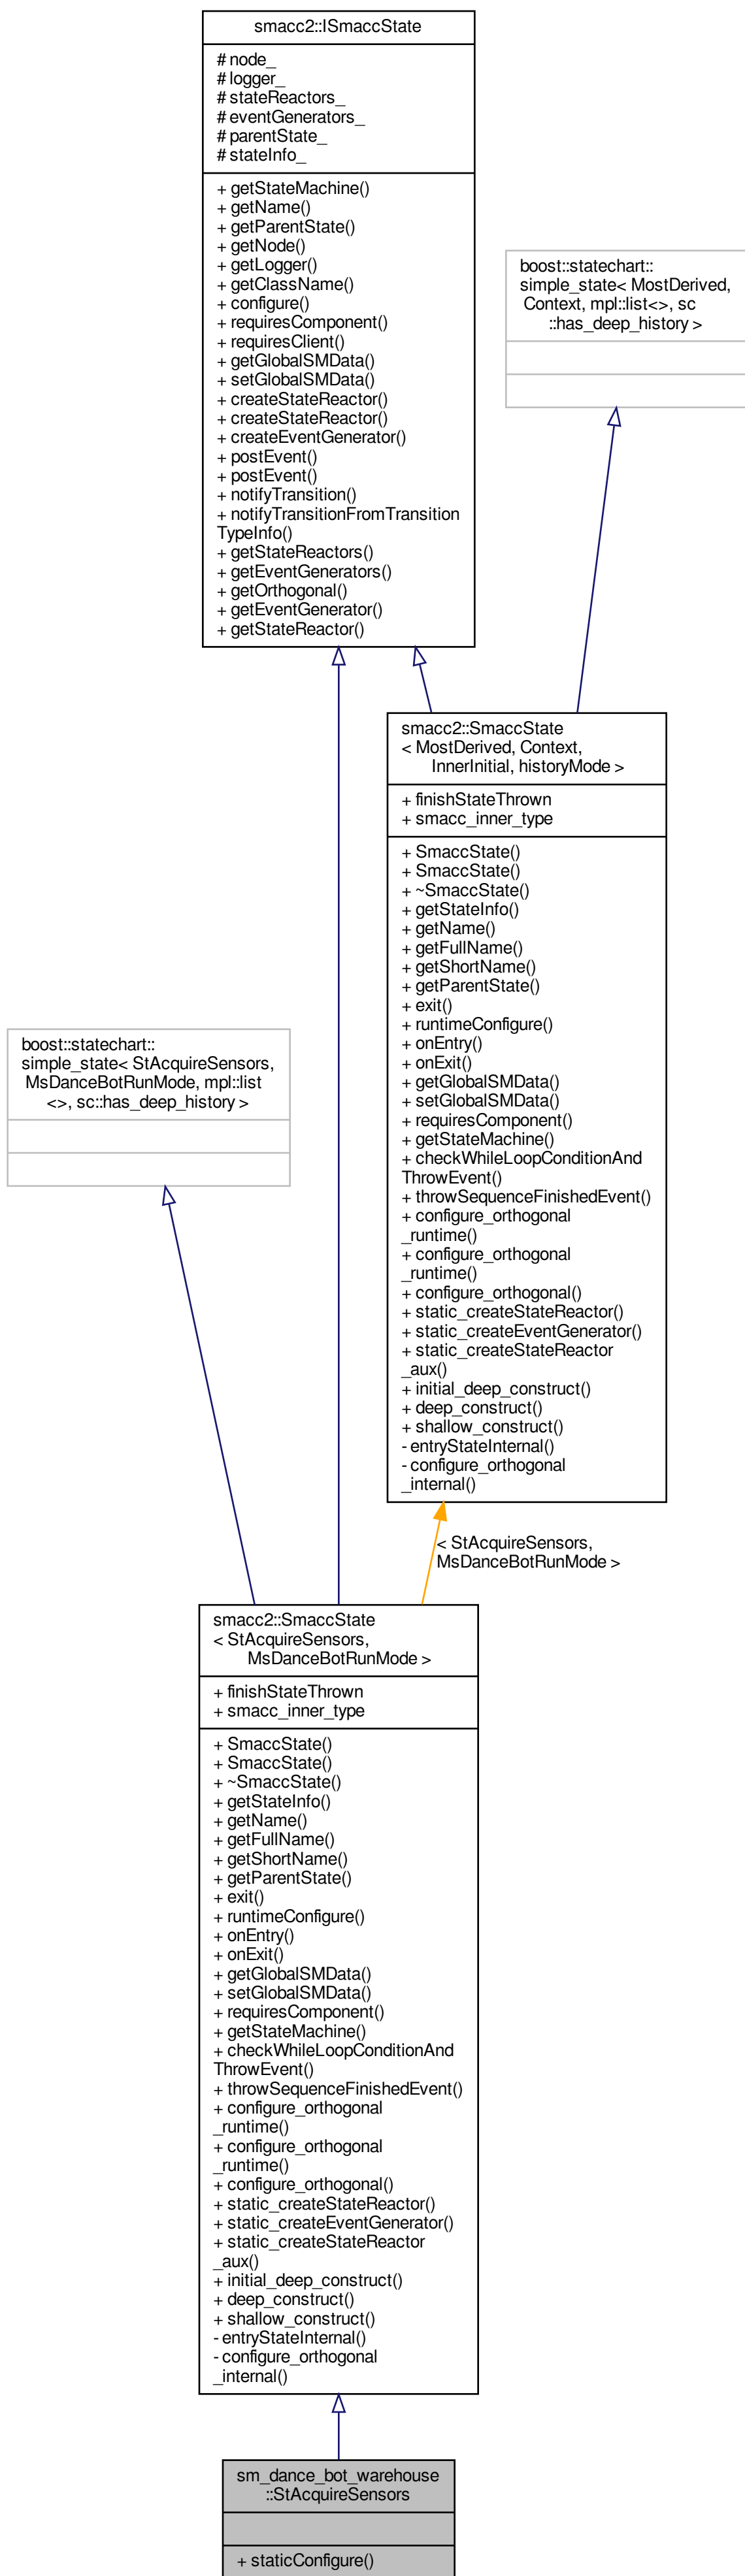 smacc2::ISmaccState
# node_
# logger_
# stateReactors_
# eventGenerators_
# parentState_
# stateInfo_
+ getStateMachine()
+ getName()
+ getParentState()
+ getNode()
+ getLogger()
+ getClassName()
+ configure()
+ requiresComponent()
+ requiresClient()
+ getGlobalSMData()
+ setGlobalSMData()
+ createStateReactor()
+ createStateReactor()
+ createEventGenerator()
+ postEvent()
+ postEvent()
+ notifyTransition()
+ notifyTransitionFromTransition
TypeInfo()
+ getStateReactors()
+ getEventGenerators()
+ getOrthogonal()
+ getEventGenerator()
+ getStateReactor()
boost::statechart::
simple_state< MostDerived,
Context, mpl::list<>, sc
::has_deep_history >
smacc2::SmaccState
< MostDerived, Context,
InnerInitial, historyMode >
+ finishStateThrown
+ smacc_inner_type
+ SmaccState()
+ SmaccState()
+ ~SmaccState()
+ getStateInfo()
+ getName()
+ getFullName()
+ getShortName()
+ getParentState()
+ exit()
+ runtimeConfigure()
+ onEntry()
+ onExit()
+ getGlobalSMData()
+ setGlobalSMData()
+ requiresComponent()
+ getStateMachine()
+ checkWhileLoopConditionAnd
ThrowEvent()
+ throwSequenceFinishedEvent()
+ configure_orthogonal
_runtime()
+ configure_orthogonal
_runtime()
+ configure_orthogonal()
+ static_createStateReactor()
+ static_createEventGenerator()
+ static_createStateReactor
_aux()
+ initial_deep_construct()
+ deep_construct()
+ shallow_construct()
- entryStateInternal()
- configure_orthogonal
_internal()
boost::statechart::
simple_state< StAcquireSensors,
MsDanceBotRunMode, mpl::list
<>, sc::has_deep_history >
< StAcquireSensors,
MsDanceBotRunMode >
smacc2::SmaccState
< StAcquireSensors,
MsDanceBotRunMode >
+ finishStateThrown
+ smacc_inner_type
+ SmaccState()
+ SmaccState()
+ ~SmaccState()
+ getStateInfo()
+ getName()
+ getFullName()
+ getShortName()
+ getParentState()
+ exit()
+ runtimeConfigure()
+ onEntry()
+ onExit()
+ getGlobalSMData()
+ setGlobalSMData()
+ requiresComponent()
+ getStateMachine()
+ checkWhileLoopConditionAnd
ThrowEvent()
+ throwSequenceFinishedEvent()
+ configure_orthogonal
_runtime()
+ configure_orthogonal
_runtime()
+ configure_orthogonal()
+ static_createStateReactor()
+ static_createEventGenerator()
+ static_createStateReactor
_aux()
+ initial_deep_construct()
+ deep_construct()
+ shallow_construct()
- entryStateInternal()
- configure_orthogonal
_internal()
sm_dance_bot_warehouse
::StAcquireSensors
+ staticConfigure()